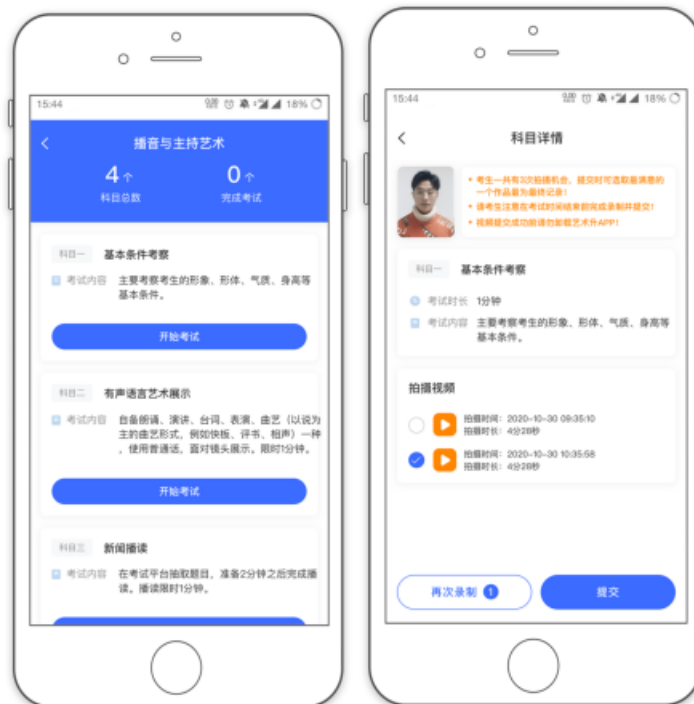 15:44
18%
播音与主持艺术
4个
0个
科目总数
完成考试
科目一
基本条件考察
考试内容
主要考察考生的形象、形体、气质、身高等
基本条件。
开始考试
科目二
有声语言艺术展示
考试内容
自备朗诵、演讲、台词、表演、曲艺（以说为
主的曲艺形式，例如快板、评书、相声）一种
，使用普通话，面对镜头展示。限时1分钟。
开始考试
科目三
新闻播读
考试内容
在考试平台抽取题目，准备2分钟之后完成播
读。播读限时1分钟。
15:44
18%
科目详情
• 考生一共有3次拍摄机会，提交时可选取最满意的
一个作品最为最终记录！
• 请考生注意在考试时间结束前完成录制并提交！
• 视频提交成功前请勿卸载艺术升APP！
科目一
基本条件考察
考试时长
1分钟
考试内容
主要考察考生的形象、形体、气质、身高等
基本条件。
拍摄视频
拍摄时间：2020-10-30 09:35:10
拍摄时长：4分28秒
拍摄时间：2020-10-30 10:35:58
拍摄时长：4分28秒
再次录制 1
提交